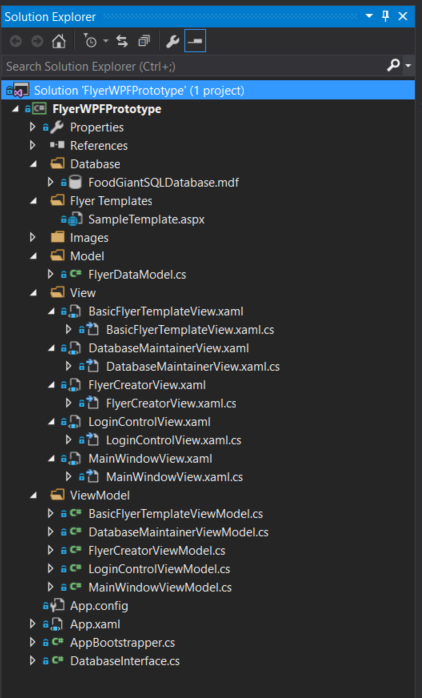 Solution Explorer
Search Solution Explorer (Ctrl+;)
Solution 'FlyerWPFPrototype' (1 project)
FlyerWPFPrototype
Properties
References
Database
FoodGiantSQLDatabase.mdf
Flyer Templates
SampleTemplate.aspx
Images
Model
FlyerDataModel.cs
View
BasicFlyerTemplateView.xaml
BasicFlyerTemplateView.xaml.cs
DatabaseMaintainerView.xaml
DatabaseMaintainerView.xaml.cs
FlyerCreatorView.xaml
FlyerCreatorView.xaml.cs
LoginControlView.xaml
LoginControlView.xaml.cs
MainWindowView.xaml
MainWindowView.xaml.cs
ViewModel
BasicFlyerTemplateViewModel.cs
DatabaseMaintainerViewModel.cs
FlyerCreatorViewModel.cs
LoginControlViewModel.cs
MainWindowViewModel.cs
App.config
App.xaml
AppBootstrapper.cs
DatabaseInterface.cs